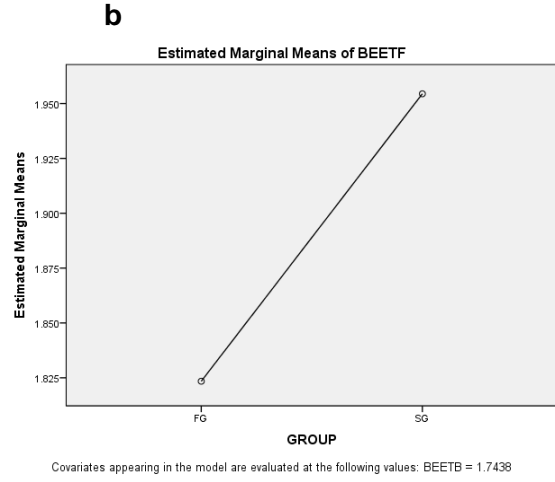 b
Estimated Marginal Means of BEETF
Estimated Marginal Means
1.950
1.925
1.900
1.875
1.850
1.825
FG
SG
GROUP
Covariates appearing in the model are evaluated at the following values: BEETB = 1.7438